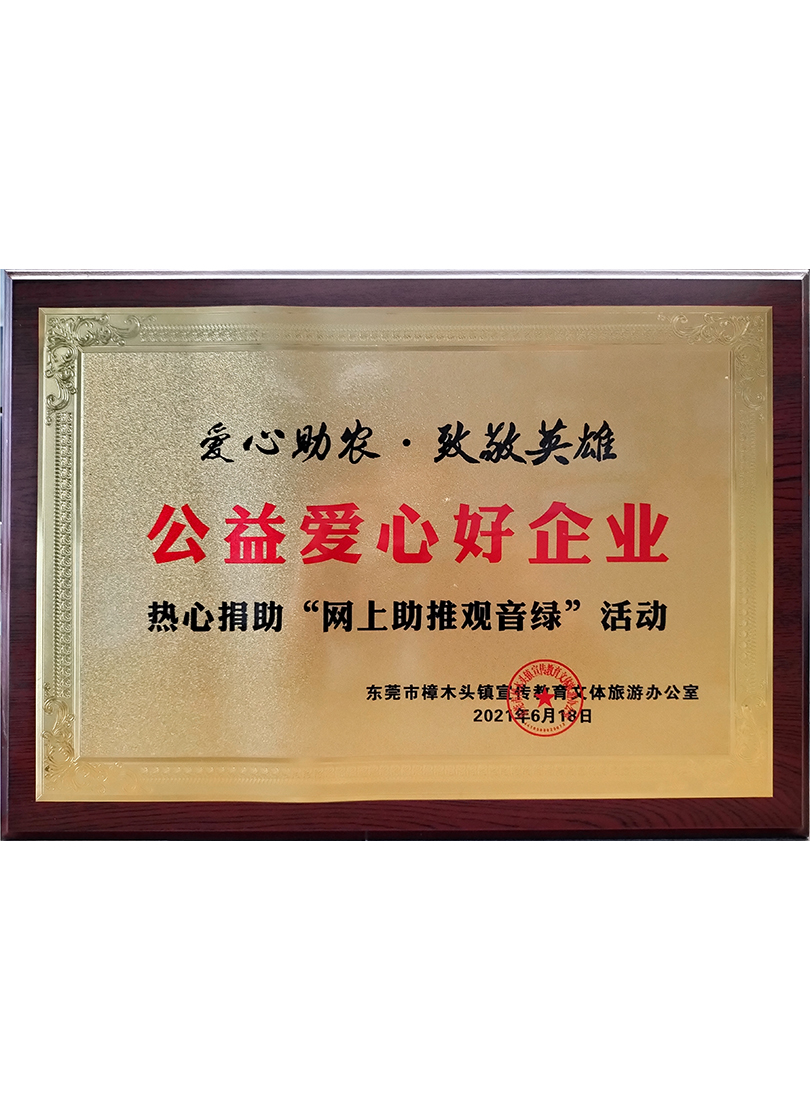 爱心助农·致敬英雄
公益爱心好企业
热心捐助“网上助推观音绿”活动
东莞市樟木头镇宣传教育文体旅游办公室
2021年6月18日